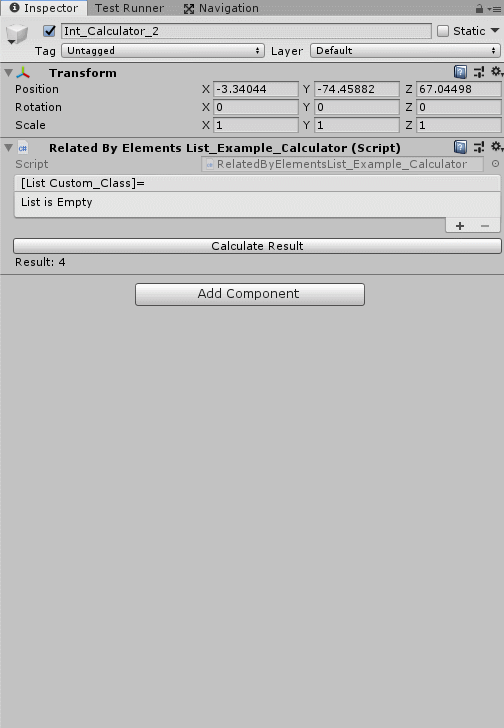 Inspector Test Runner Navigation
Int_Calculator_2 Static
Tag Untagged Layer Default
Transform
Position X -3.34044 Y -74.45882 Z 67.04498
Rotation X 0 Y 0 Z 0
Scale X 1 Y 1 Z 1
Related By Elements List_Example_Calculator (Script)
Script RelatedByElementsList_Example_Calculator
[List Custom_Class]=
List is Empty
+ −
Calculate Result
Result: 4
Add Component